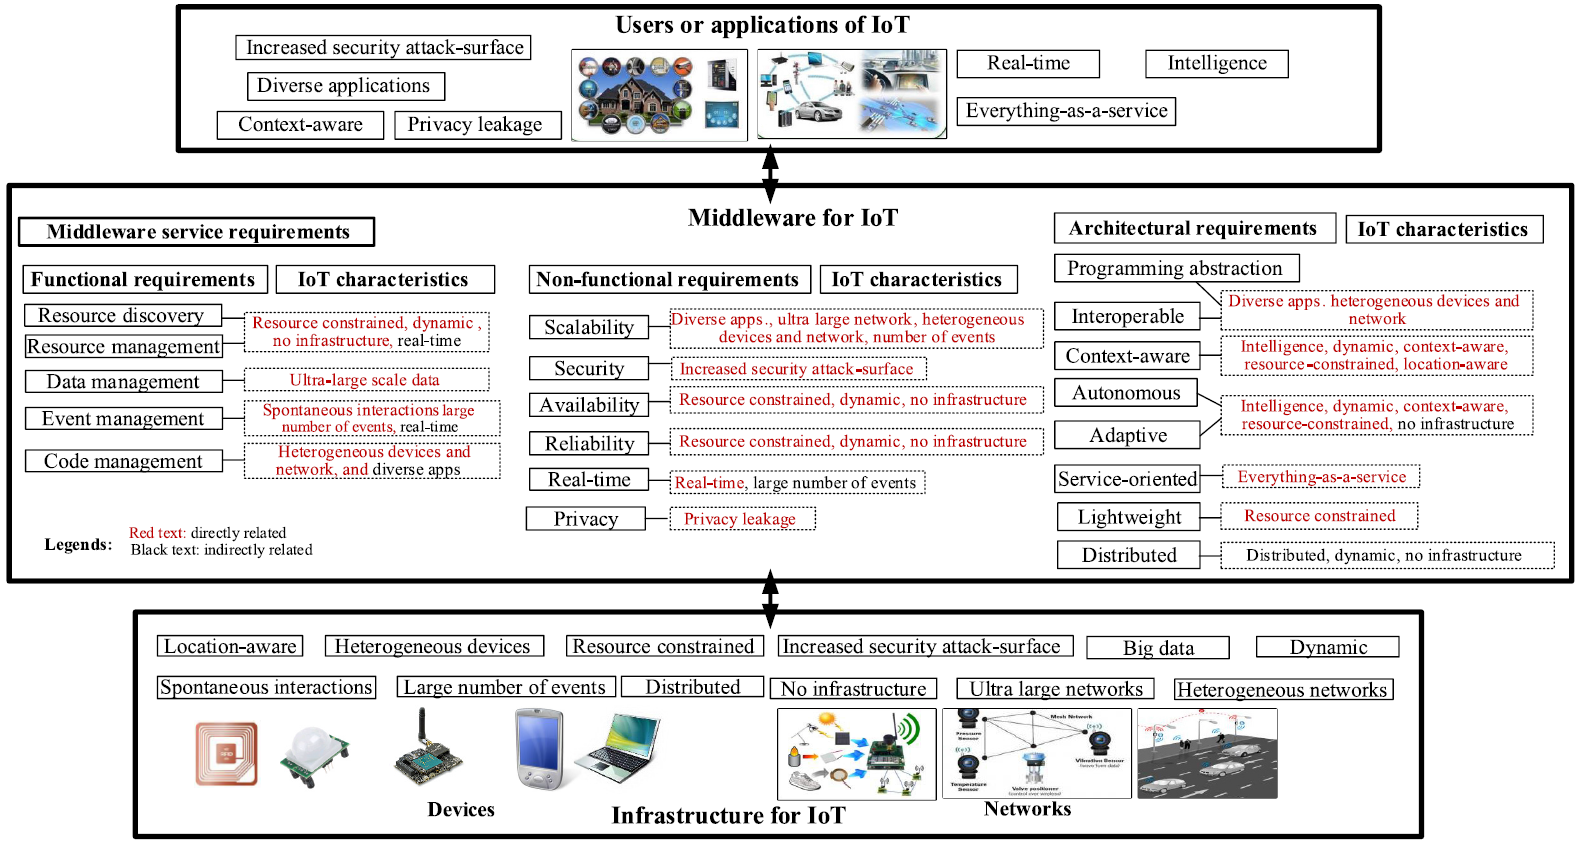 Users or applications of IoT
Increased security attack-surface
Diverse applications
Context-aware
Privacy leakage
Real-time
Intelligence
Everything-as-a-service
Middleware for IoT
Middleware service requirements
Functional requirements
IoT characteristics
Resource discovery
Resource management
Resource constrained, dynamic ,
no infrastructure, real-time
Data management
Ultra-large scale data
Event management
Spontaneous interactions large
number of events, real-time
Code management
Heterogeneous devices and
network, and diverse apps
Legends:
Red text: directly related
Black text: indirectly related
Non-functional requirements
IoT characteristics
Scalability
Diverse apps., ultra large network, heterogeneous
devices and network, number of events
Security
Increased security attack-surface
Availability
Resource constrained, dynamic, no infrastructure
Reliability
Resource constrained, dynamic, no infrastructure
Real-time
Real-time, large number of events
Privacy
Privacy leakage
Architectural requirements
IoT characteristics
Programming abstraction
Interoperable
Diverse apps. heterogeneous devices and
network
Context-aware
Intelligence, dynamic, context-aware,
resource-constrained, location-aware
Autonomous
Adaptive
Intelligence, dynamic, context-aware,
resource-constrained, no infrastructure
Service-oriented
Everything-as-a-service
Lightweight
Resource constrained
Distributed
Distributed, dynamic, no infrastructure
Location-aware
Heterogeneous devices
Resource constrained
Increased security attack-surface
Big data
Dynamic
Spontaneous interactions
Large number of events
Distributed
No infrastructure
Ultra large networks
Heterogeneous networks
Mesh Network
Pressure
Sensor
Vibration Sensor
Temperature
Sensor
Valve positioner
Devices
Infrastructure for IoT
Networks